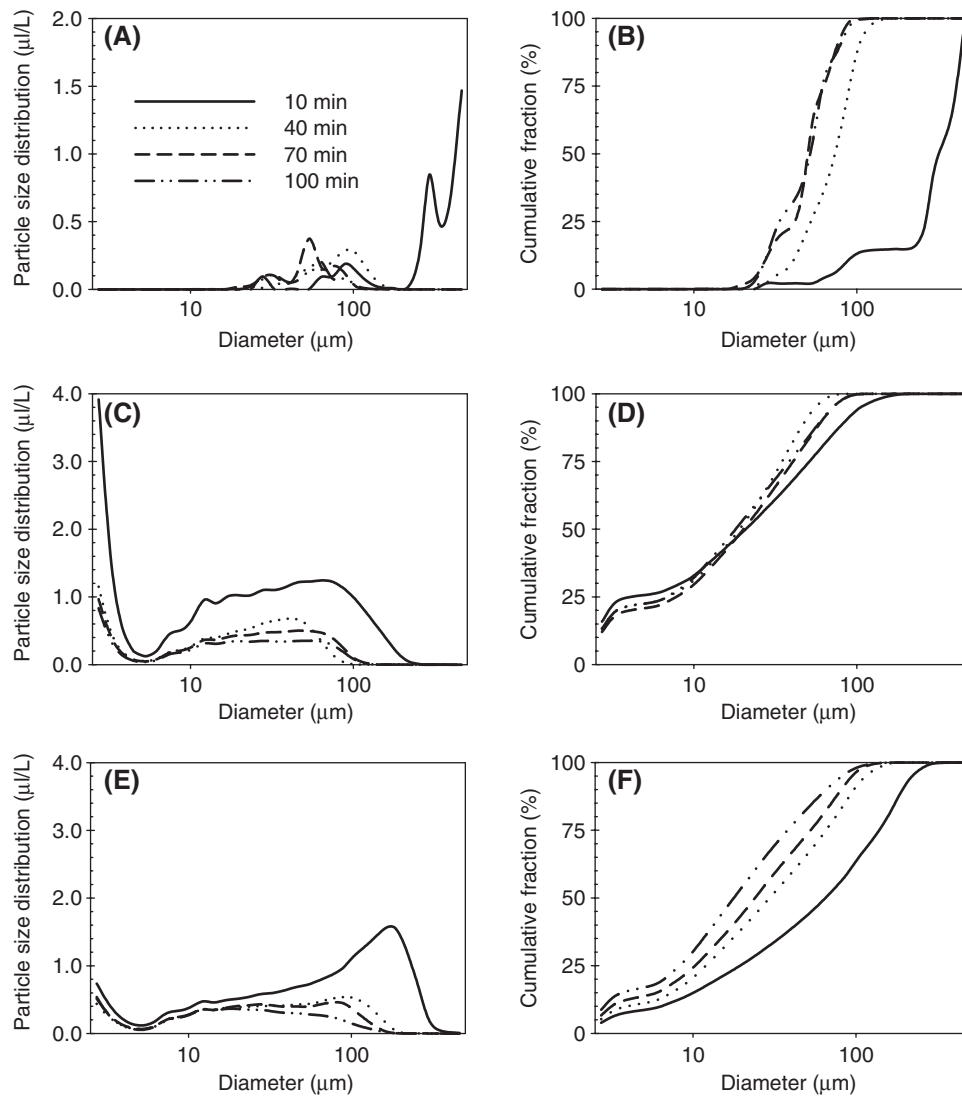 (A)
Particle size distribution (μl/L)
2.0
1.5
1.0
0.5
0.0
10 min
40 min
70 min
100 min
10
100
Diameter (μm)
(B)
Cumulative fraction (%)
100
75
50
25
0
10
100
Diameter (μm)
(C)
Particle size distribution (μl/L)
4.0
3.0
2.0
1.0
0.0
10
100
Diameter (μm)
(D)
Cumulative fraction (%)
100
75
50
25
0
10
100
Diameter (μm)
(E)
Particle size distribution (μl/L)
4.0
3.0
2.0
1.0
0.0
10
100
Diameter (μm)
(F)
Cumulative fraction (%)
100
75
50
25
0
10
100
Diameter (μm)